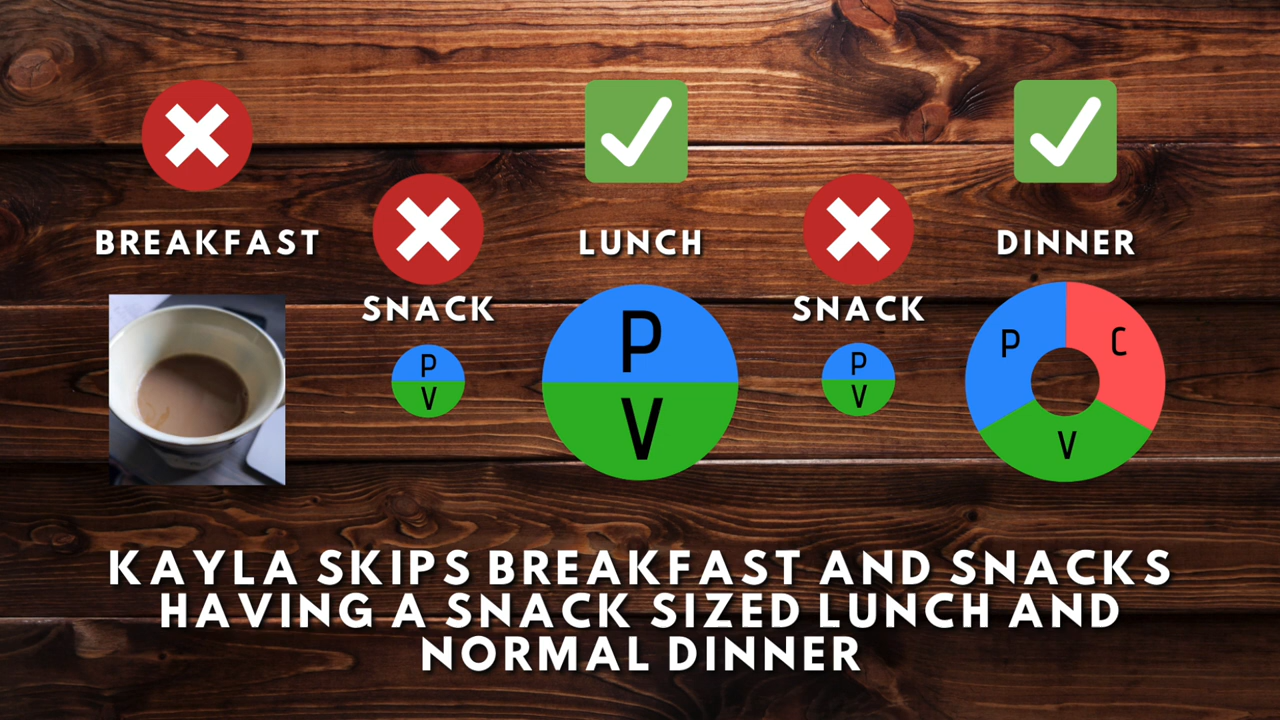 BREAKFAST
SNACK
P
V
LUNCH
P
V
SNACK
P
V
DINNER
P
C
V
KAYLA SKIPS BREAKFAST AND SNACKS
HAVING A SNACK SIZED LUNCH AND
NORMAL DINNER